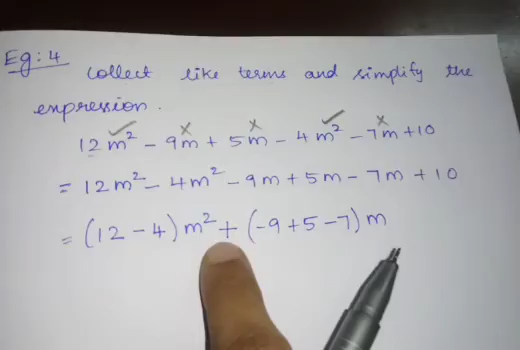 Eg: 4
Collect like terms and simplify the
expression.
12m² - 9m + 5m - 4m² - 7m + 10
= 12m² - 4m² - 9m + 5m - 7m + 10
= (12 - 4) m² + (-9 + 5 - 7) m